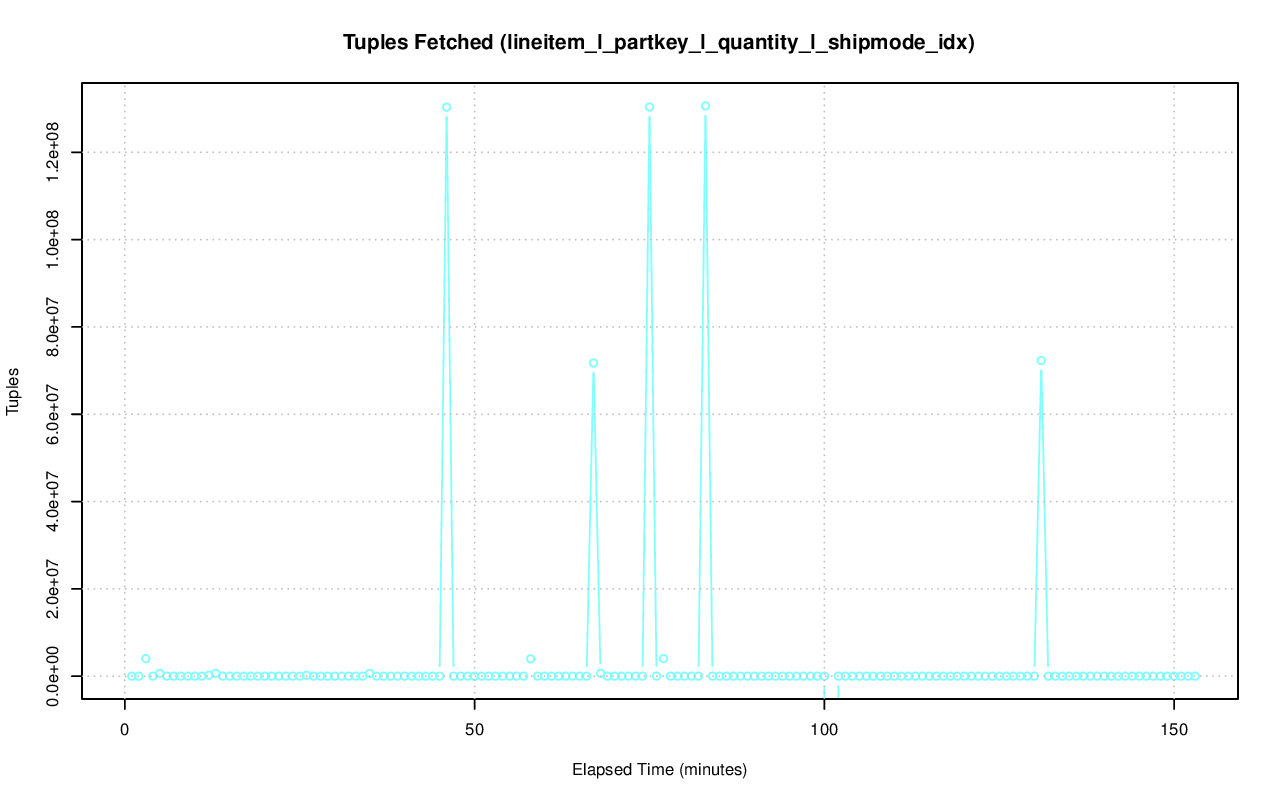 Tuples Fetched (lineitem_l_partkey_l_quantity_l_shipmode_idx)
1.2e+08
1.0e+08
8.0e+07
6.0e+07
4.0e+07
2.0e+07
0.0e+00
Tuples
0 50 100 150
Elapsed Time (minutes)